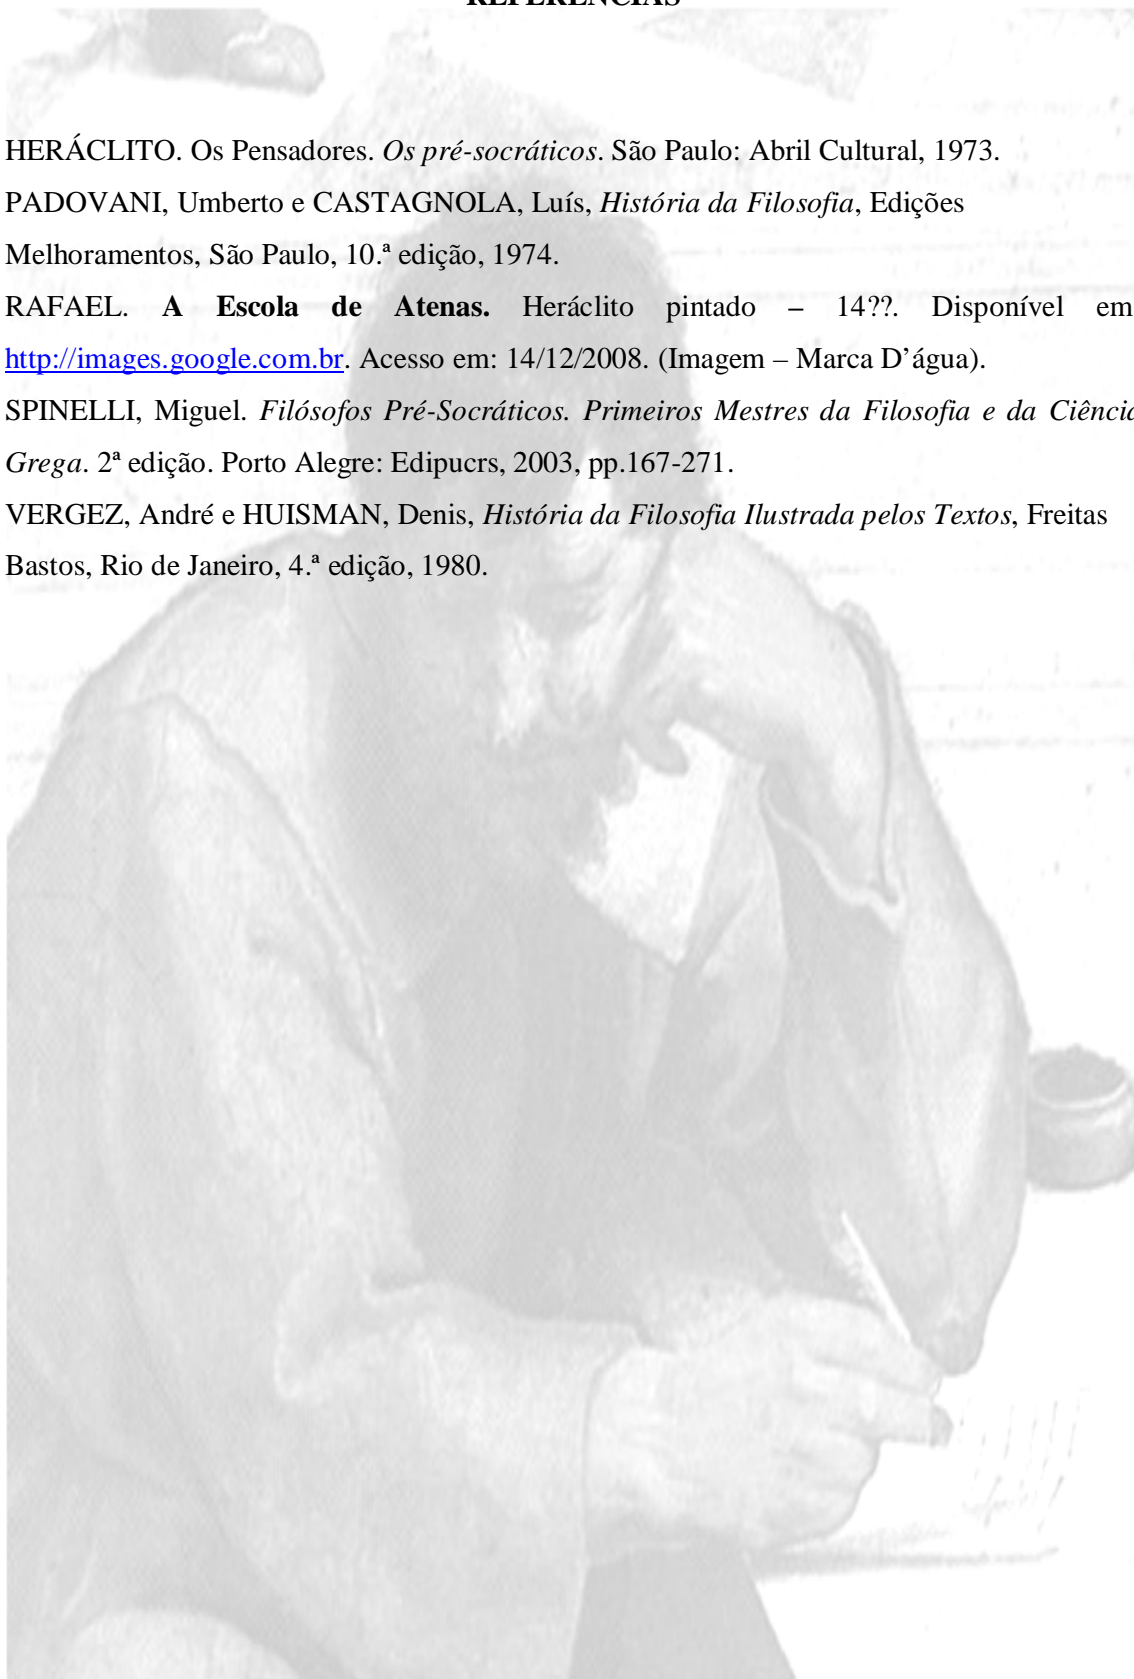 REFERÊNCIAS
HERÁCLITO. Os Pensadores. Os pré-socráticos. São Paulo: Abril Cultural, 1973.
PADOVANI, Umberto e CASTAGNOLA, Luís, História da Filosofia, Edições
Melhoramentos, São Paulo, 10.ª edição, 1974.
RAFAEL. A Escola de Atenas. Heráclito pintado – 14??. Disponível em
http://images.google.com.br. Acesso em: 14/12/2008. (Imagem – Marca D’água).
SPINELLI, Miguel. Filósofos Pré-Socráticos. Primeiros Mestres da Filosofia e da Ciência
Grega. 2ª edição. Porto Alegre: Edipucrs, 2003, pp.167-271.
VERGEZ, André e HUISMAN, Denis, História da Filosofia Ilustrada pelos Textos, Freitas
Bastos, Rio de Janeiro, 4.ª edição, 1980.